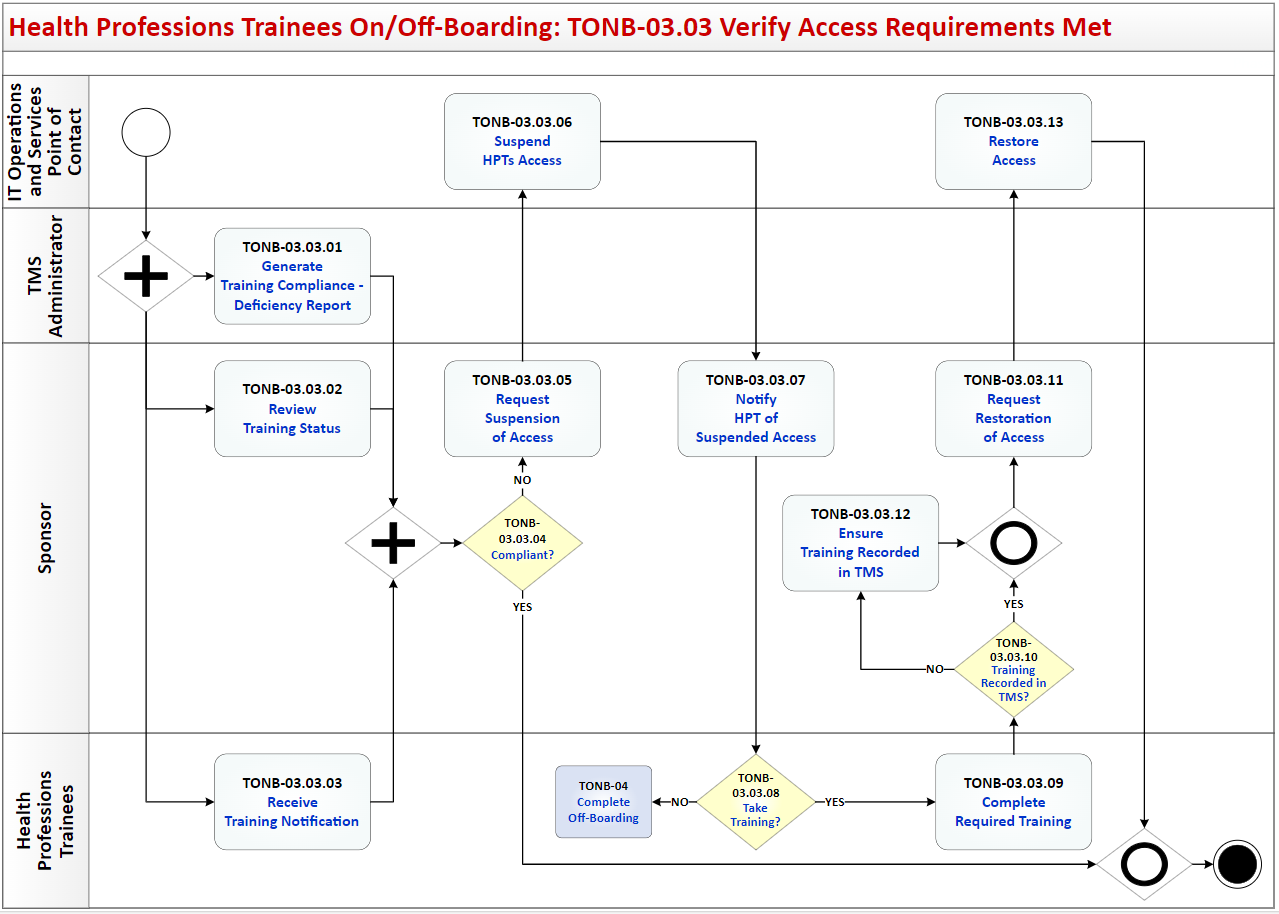 Health Professions Trainees On/Off-Boarding: TONB-03.03 Verify Access Requirements Met
IT Operations
and Services
Point of
Contact
TONB-03.03.06
Suspend
HPTs Access
TONB-03.03.13
Restore
Access
TMS
Administrator
TONB-03.03.01
Generate
Training Compliance -
Deficiency Report
Sponsor
TONB-03.03.02
Review
Training Status
TONB-03.03.05
Request
Suspension
of Access
TONB-03.03.07
Notify
HPT of
Suspended Access
TONB-03.03.11
Request
Restoration
of Access
NO
TONB-
03.03.04
Compliant?
YES
TONB-03.03.12
Ensure
Training Recorded
in TMS
YES
TONB-
03.03.10
Training
Recorded in
TMS?
NO
Health
Professions
Trainees
TONB-03.03.03
Receive
Training Notification
TONB-04
Complete
Off-Boarding
NO
TONB-
03.03.08
Take
Training?
YES
TONB-03.03.09
Complete
Required Training